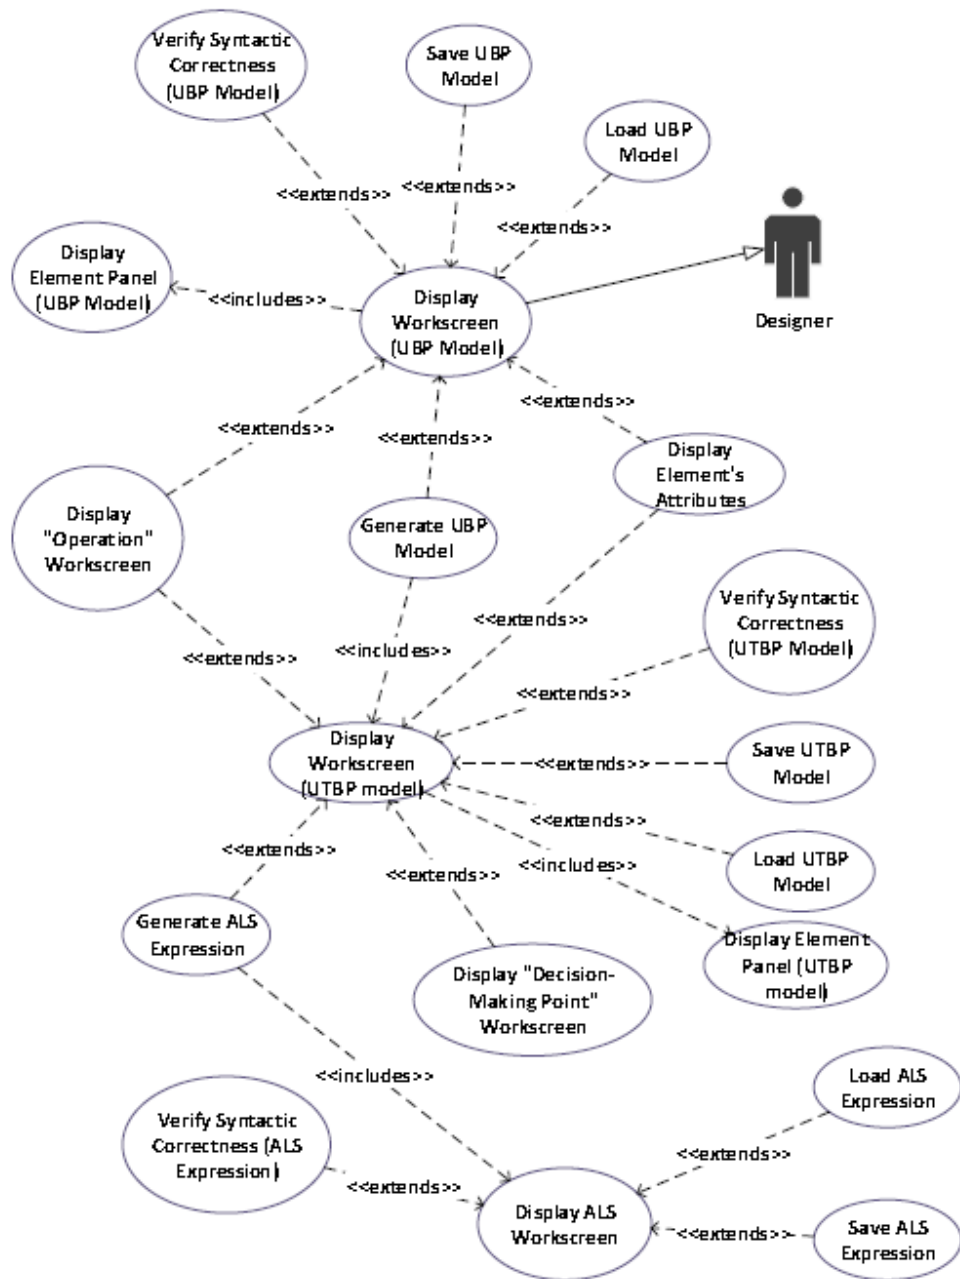 Verify Syntactic
Correctness
(UBP Model)
Save UBP
Model
Load UBP
Model
<<extends>>
<<extends>>
<<extends>>
Display
Element Panel
(UBP Model)
<<includes>>
Display
Workscreen
(UBP Model)
Designer
<<extends>>
<<extends>>
<<extends>>
Display
"Operation"
Workscreen
Generate UBP
Model
Display
Element's
Attributes
<<extends>>
<<includes>>
<<extends>>
Verify Syntactic
Correctness
(UTBP Model)
<<extends>>
Display
Workscreen
(UTBP model)
<<extends>>
Save UTBP
Model
<<extends>>
Load UTBP
Model
<<extends>>
<<extends>>
<<includes>>
Generate ALS
Expression
Display "Decision-
Making Point"
Workscreen
Display Element
Panel (UTBP
model)
<<includes>>
Load ALS
Expression
Verify Syntactic
Correctness (ALS
Expression)
<<extends>>
<<extends>>
Display ALS
Workscreen
<<extends>>
Save ALS
Expression